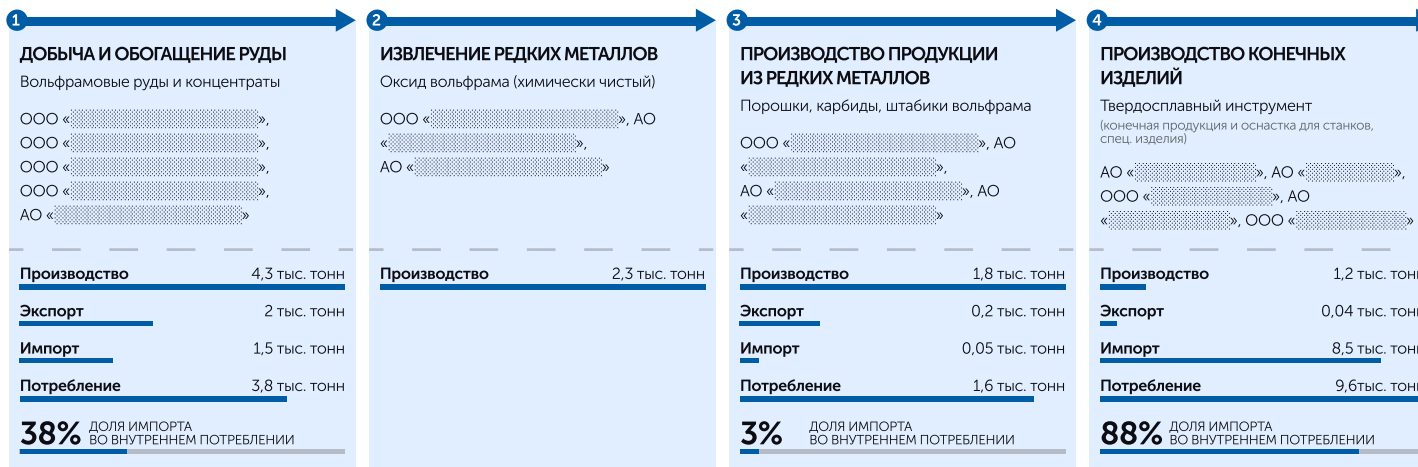 1
ДОБЫЧА И ОБОГАЩЕНИЕ РУДЫ
Вольфрамовые руды и концентраты
ООО « »,
ООО « »,
ООО « »,
ООО « »,
АО « »
Производство 4,3 тыс. тонн
Экспорт 2 тыс. тонн
Импорт 1,5 тыс. тонн
Потребление 3,8 тыс. тонн
38% ДОЛЯ ИМПОРТА
ВО ВНУТРЕННЕМ ПОТРЕБЛЕНИИ
2
ИЗВЛЕЧЕНИЕ РЕДКИХ МЕТАЛЛОВ
Оксид вольфрама (химически чистый)
ООО « », АО
« »,
АО « »
Производство 2,3 тыс. тонн
3
ПРОИЗВОДСТВО ПРОДУКЦИИ
ИЗ РЕДКИХ МЕТАЛЛОВ
Порошки, карбиды, штабики вольфрама
ООО « », АО
« »,
АО « », АО
« »
Производство 1,8 тыс. тонн
Экспорт 0,2 тыс. тонн
Импорт 0,05 тыс. тонн
Потребление 1,6 тыс. тонн
3% ДОЛЯ ИМПОРТА
ВО ВНУТРЕННЕМ ПОТРЕБЛЕНИИ
4
ПРОИЗВОДСТВО КОНЕЧНЫХ
ИЗДЕЛИЙ
Твердосплавный инструмент
(конечная продукция и оснастка для станков,
спец. изделия)
АО « », АО « »,
ООО « », АО
« », ООО « »
Производство 1,2 тыс. тонн
Экспорт 0,04 тыс. тонн
Импорт 8,5 тыс. тонн
Потребление 9,6тыс. тонн
88% ДОЛЯ ИМПОРТА
ВО ВНУТРЕННЕМ ПОТРЕБЛЕНИИ